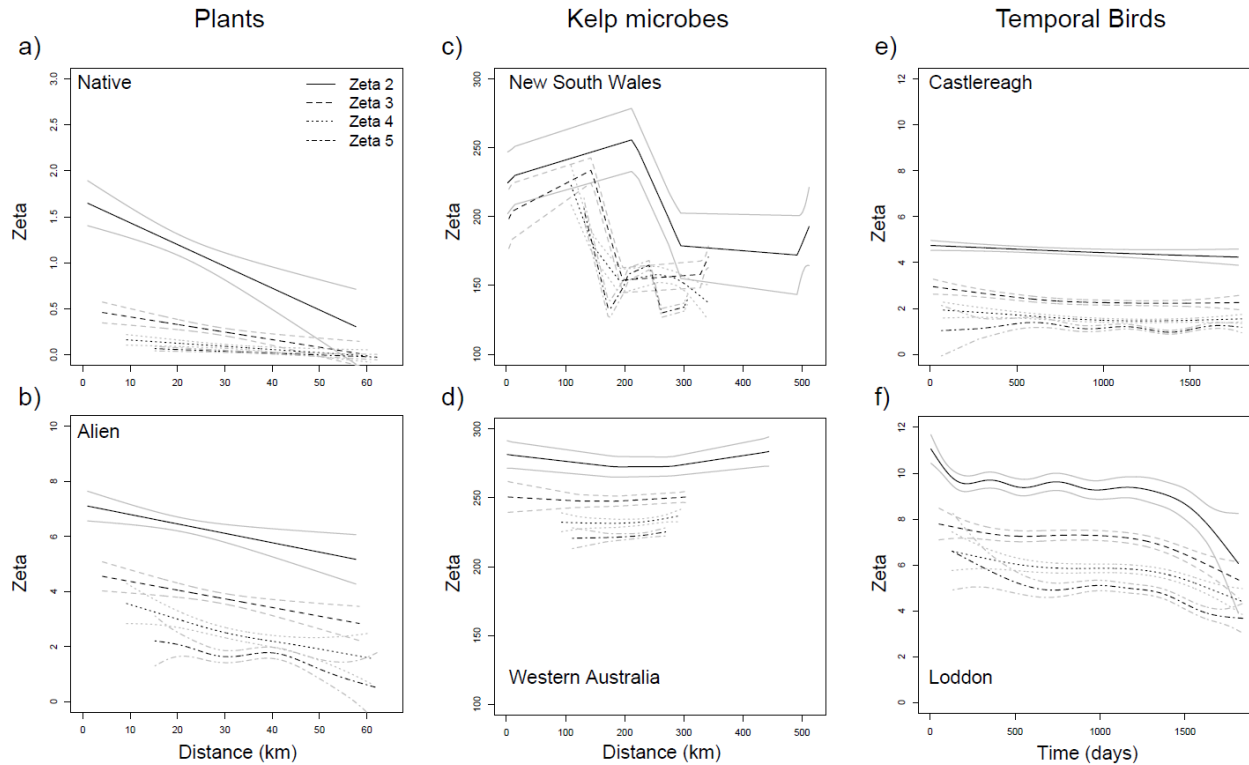 Plants
Kelp microbes
Temporal Birds
a)
Native
Zeta 2
Zeta 3
Zeta 4
Zeta 5
Zeta
3.0
2.5
2.0
1.5
1.0
0.5
0.0
0 10 20 30 40 50 60
c)
New South Wales
Zeta
300
250
200
150
100
0 100 200 300 400 500
e)
Castlereagh
Zeta
12
10
8
6
4
2
0
0 500 1000 1500
b)
Alien
Zeta
10
8
6
4
2
0
0 10 20 30 40 50 60
Distance (km)
d)
Western Australia
Zeta
300
250
200
150
100
0 100 200 300 400 500
Distance (km)
f)
Loddon
Zeta
12
10
8
6
4
2
0
0 500 1000 1500
Time (days)